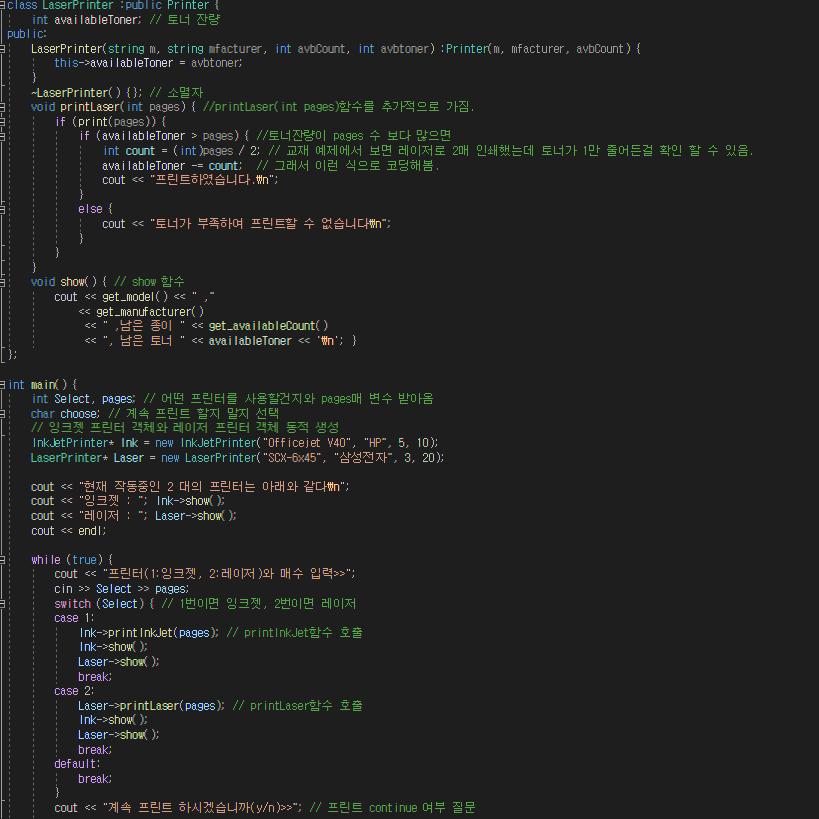 class LaserPrinter :public Printer {
int availableToner; // 토너 잔량
public:
LaserPrinter(string m, string mfacturer, int avbCount, int avbtoner) :Printer(m, mfacturer, avbCount) {
this->availableToner = avbtoner;
}
~LaserPrinter() {}; // 소멸자
void printLaser(int pages) { //printLaser(int pages)함수를 추가적으로 가짐.
if (print(pages)) {
if (availableToner > pages) { //토너잔량이 pages 수 보다 많으면
int count = (int)pages / 2; // 교재 예제에서 보면 레이저로 2매 인쇄했는데 토너가 1만 줄어든걸 확인 할 수 있음.
availableToner -= count;  // 그래서 이런 식으로 코딩해봄.
cout << "프린트하였습니다.₩n";
}
else {
cout << "토너가 부족하여 프린트할 수 없습니다₩n";
}
}
}
void show() { // show 함수
cout << get_model() << " ,"
<< get_manufacturer()
<< " ,남은 종이 " << get_availableCount()
<< ", 남은 토너 " << availableToner << '₩n'; }
};
int main() {
int Select, pages; // 어떤 프린터를 사용할건지와 pages매 변수 받아옴
char choose; // 계속 프린트 할지 말지 선택
// 잉크젯 프린터 객체와 레이저 프린터 객체 동적 생성
InkJetPrinter* Ink = new InkJetPrinter("Officejet V40", "HP", 5, 10);
LaserPrinter* Laser = new LaserPrinter("SCX-6x45", "삼성전자", 3, 20);
cout << "현재 작동중인 2 대의 프린터는 아래와 같다₩n";
cout << "잉크젯 : "; Ink->show();
cout << "레이저 : "; Laser->show();
cout << endl;
while (true) {
cout << "프린터(1:잉크젯, 2:레이저)와 매수 입력>>";
cin >> Select >> pages;
switch (Select) { // 1번이면 잉크젯, 2번이면 레이저
case 1:
Ink->printInkJet(pages); // printInkJet함수 호출
Ink->show();
Laser->show();
break;
case 2:
Laser->printLaser(pages); // printLaser함수 호출
Ink->show();
Laser->show();
break;
default:
break;
}
cout << "계속 프린트 하시겠습니까(y/n)>>"; // 프린트 continue 여부 질문